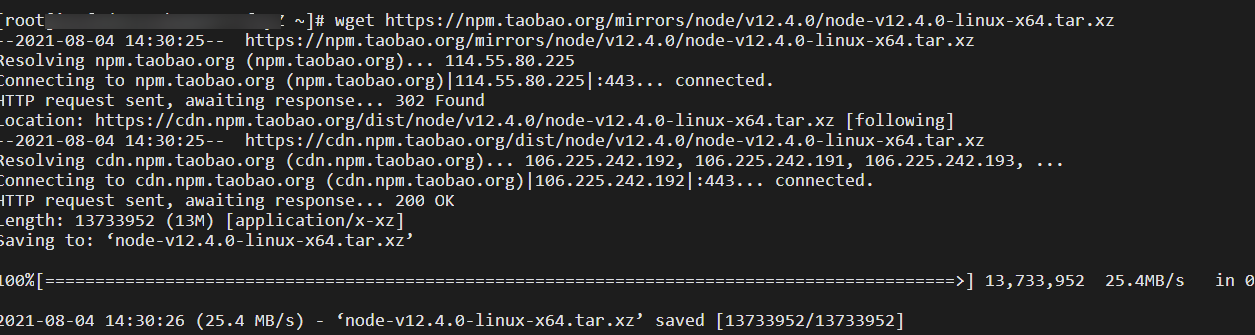 [root Z ~]# wget https://npm.taobao.org/mirrors/node/v12.4.0/node-v12.4.0-linux-x64.tar.xz
--2021-08-04 14:30:25--  https://npm.taobao.org/mirrors/node/v12.4.0/node-v12.4.0-linux-x64.tar.xz
Resolving npm.taobao.org (npm.taobao.org)... 114.55.80.225
Connecting to npm.taobao.org (npm.taobao.org)|114.55.80.225|:443... connected.
HTTP request sent, awaiting response... 302 Found
Location: https://cdn.npm.taobao.org/dist/node/v12.4.0/node-v12.4.0-linux-x64.tar.xz [following]
--2021-08-04 14:30:25--  https://cdn.npm.taobao.org/dist/node/v12.4.0/node-v12.4.0-linux-x64.tar.xz
Resolving cdn.npm.taobao.org (cdn.npm.taobao.org)... 106.225.242.192, 106.225.242.191, 106.225.242.193, ...
Connecting to cdn.npm.taobao.org (cdn.npm.taobao.org)|106.225.242.192|:443... connected.
HTTP request sent, awaiting response... 200 OK
Length: 13733952 (13M) [application/x-xz]
Saving to: ‘node-v12.4.0-linux-x64.tar.xz’
100%[===========================================================================================>] 13,733,952  25.4MB/s   in 0
2021-08-04 14:30:26 (25.4 MB/s) - ‘node-v12.4.0-linux-x64.tar.xz’ saved [13733952/13733952]